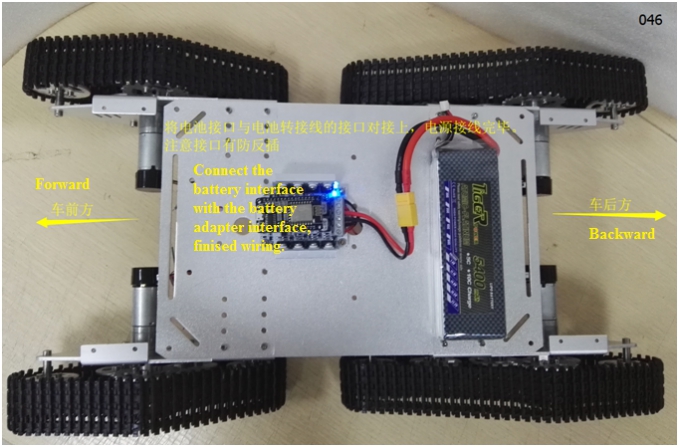 046
将电池接口与电池转接线的接口对接上，电源接线完毕。
注意接口有防反插
Connect the
battery interface
with the battery
adapter interface,
finised wiring.
Forward
车前方
车后方
Backward
TIGER
5400